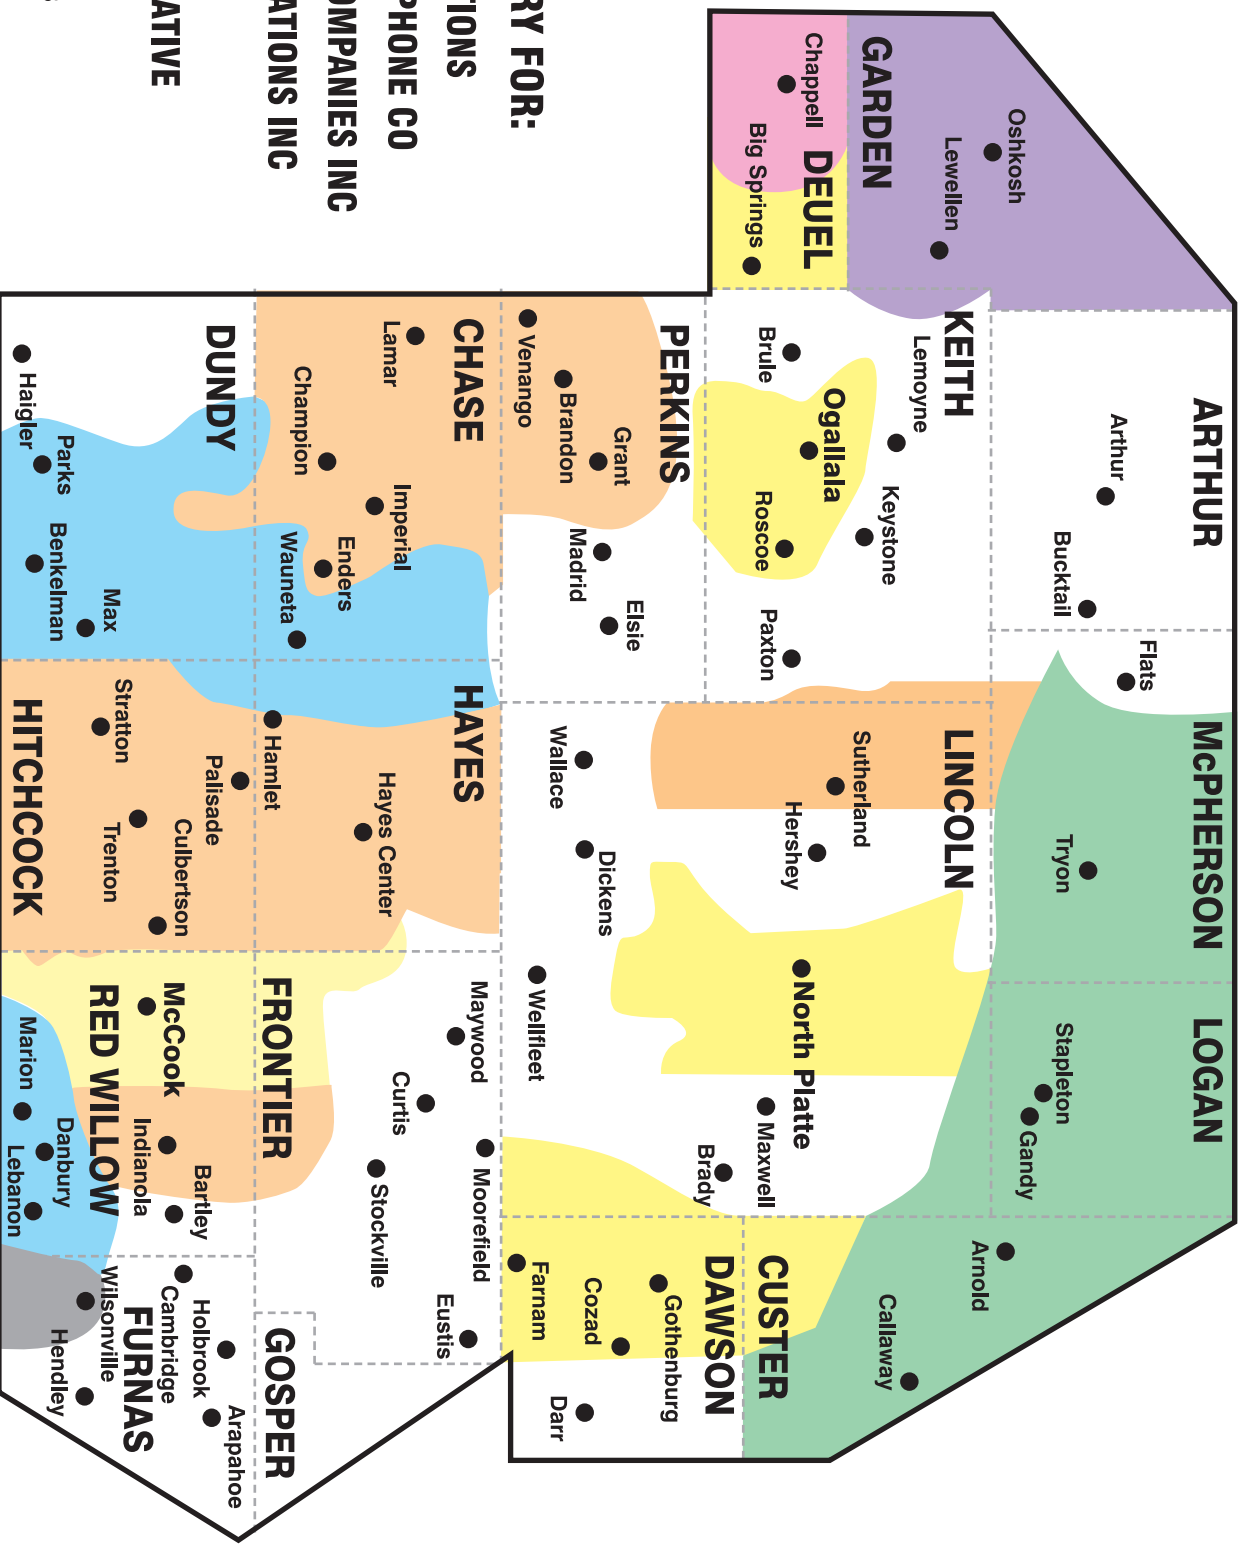 GARDEN
Oshkosh
Lewellen
Chappell
DEUEL
Big Springs
ARTHUR
Arthur
Bucktail
Flats
McPHERSON
Tryon
LOGAN
Stapleton
Gandy
KEITH
Lemoyne
Keystone
Brule
Ogallala
Roscoe
Paxton
LINCOLN
Sutherland
Hershey
North Platte
Maxwell
Brady
Wallace
Dickens
Wellfleet
Arnold
Callaway
CUSTER
DAWSON
Gothenburg
Cozad
Farnam
Darr
PERKINS
Grant
Brandon
Venango
Madrid
Elsie
CHASE
Lamar
Imperial
Champion
Enders
Wauneta
HAYES
Hayes Center
Hamlet
Palisade
Maywood
Curtis
Moorefield
Stockville
Eustis
FRONTIER
GOSPER
DUNDY
Haigler
Parks
Benkelman
Max
Stratton
Trenton
Culbertson
HITCHCOCK
McCook
RED WILLOW
Indianola
Bartley
Marion
Danbury
Lebanon
Wilsonville
Hendley
Cambridge
Holbrook
Arapahoe
FURNAS
RY FOR:
TIONS
PHONE CO
OMPANIES INC
ATIONS INC
ATIVE